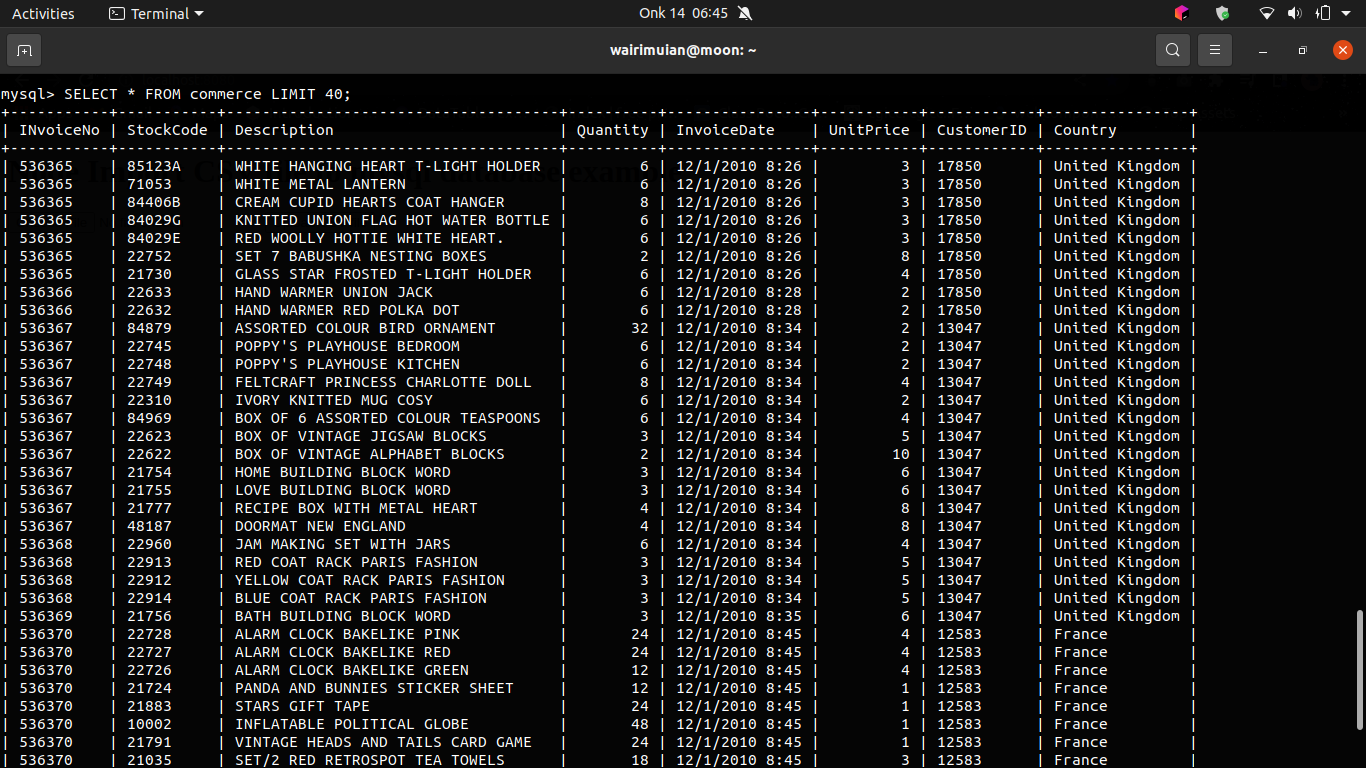 Activities Terminal Onk 14 06:45
wairimuian@moon: ~
mysql> SELECT * FROM commerce LIMIT 40;
+-----------+-----------+-------------------------------------+----------+----------------+-----------+------------+----------------+
| INvoiceNo | StockCode | Description                         | Quantity | InvoiceDate    | UnitPrice | CustomerID | Country        |
+-----------+-----------+-------------------------------------+----------+----------------+-----------+------------+----------------+
| 536365    | 85123A    | WHITE HANGING HEART T-LIGHT HOLDER  |        6 | 12/1/2010 8:26 |         3 | 17850      | United Kingdom |
| 536365    | 71053     | WHITE METAL LANTERN                 |        6 | 12/1/2010 8:26 |         3 | 17850      | United Kingdom |
| 536365    | 84406B    | CREAM CUPID HEARTS COAT HANGER      |        8 | 12/1/2010 8:26 |         3 | 17850      | United Kingdom |
| 536365    | 84029G    | KNITTED UNION FLAG HOT WATER BOTTLE |        6 | 12/1/2010 8:26 |         3 | 17850      | United Kingdom |
| 536365    | 84029E    | RED WOOLLY HOTTIE WHITE HEART.      |        6 | 12/1/2010 8:26 |         3 | 17850      | United Kingdom |
| 536365    | 22752     | SET 7 BABUSHKA NESTING BOXES        |        2 | 12/1/2010 8:26 |         8 | 17850      | United Kingdom |
| 536365    | 21730     | GLASS STAR FROSTED T-LIGHT HOLDER   |        6 | 12/1/2010 8:26 |         4 | 17850      | United Kingdom |
| 536366    | 22633     | HAND WARMER UNION JACK              |        6 | 12/1/2010 8:28 |         2 | 17850      | United Kingdom |
| 536366    | 22632     | HAND WARMER RED POLKA DOT           |        6 | 12/1/2010 8:28 |         2 | 17850      | United Kingdom |
| 536367    | 84879     | ASSORTED COLOUR BIRD ORNAMENT       |       32 | 12/1/2010 8:34 |         2 | 13047      | United Kingdom |
| 536367    | 22745     | POPPY'S PLAYHOUSE BEDROOM           |        6 | 12/1/2010 8:34 |         2 | 13047      | United Kingdom |
| 536367    | 22748     | POPPY'S PLAYHOUSE KITCHEN           |        6 | 12/1/2010 8:34 |         2 | 13047      | United Kingdom |
| 536367    | 22749     | FELTCRAFT PRINCESS CHARLOTTE DOLL   |        8 | 12/1/2010 8:34 |         4 | 13047      | United Kingdom |
| 536367    | 22310     | IVORY KNITTED MUG COSY              |        6 | 12/1/2010 8:34 |         2 | 13047      | United Kingdom |
| 536367    | 84969     | BOX OF 6 ASSORTED COLOUR TEASPOONS  |        6 | 12/1/2010 8:34 |         4 | 13047      | United Kingdom |
| 536367    | 22623     | BOX OF VINTAGE JIGSAW BLOCKS        |        3 | 12/1/2010 8:34 |         5 | 13047      | United Kingdom |
| 536367    | 22622     | BOX OF VINTAGE ALPHABET BLOCKS      |        2 | 12/1/2010 8:34 |        10 | 13047      | United Kingdom |
| 536367    | 21754     | HOME BUILDING BLOCK WORD            |        3 | 12/1/2010 8:34 |         6 | 13047      | United Kingdom |
| 536367    | 21755     | LOVE BUILDING BLOCK WORD            |        3 | 12/1/2010 8:34 |         6 | 13047      | United Kingdom |
| 536367    | 21777     | RECIPE BOX WITH METAL HEART         |        4 | 12/1/2010 8:34 |         8 | 13047      | United Kingdom |
| 536367    | 48187     | DOORMAT NEW ENGLAND                 |        4 | 12/1/2010 8:34 |         8 | 13047      | United Kingdom |
| 536368    | 22960     | JAM MAKING SET WITH JARS            |        6 | 12/1/2010 8:34 |         4 | 13047      | United Kingdom |
| 536368    | 22913     | RED COAT RACK PARIS FASHION         |        3 | 12/1/2010 8:34 |         5 | 13047      | United Kingdom |
| 536368    | 22912     | YELLOW COAT RACK PARIS FASHION      |        3 | 12/1/2010 8:34 |         5 | 13047      | United Kingdom |
| 536368    | 22914     | BLUE COAT RACK PARIS FASHION        |        3 | 12/1/2010 8:34 |         5 | 13047      | United Kingdom |
| 536369    | 21756     | BATH BUILDING BLOCK WORD            |        3 | 12/1/2010 8:35 |         6 | 13047      | United Kingdom |
| 536370    | 22728     | ALARM CLOCK BAKELIKE PINK           |       24 | 12/1/2010 8:45 |         4 | 12583      | France         |
| 536370    | 22727     | ALARM CLOCK BAKELIKE RED            |       24 | 12/1/2010 8:45 |         4 | 12583      | France         |
| 536370    | 22726     | ALARM CLOCK BAKELIKE GREEN          |       12 | 12/1/2010 8:45 |         4 | 12583      | France         |
| 536370    | 21724     | PANDA AND BUNNIES STICKER SHEET     |       12 | 12/1/2010 8:45 |         1 | 12583      | France         |
| 536370    | 21883     | STARS GIFT TAPE                     |       24 | 12/1/2010 8:45 |         1 | 12583      | France         |
| 536370    | 10002     | INFLATABLE POLITICAL GLOBE          |       48 | 12/1/2010 8:45 |         1 | 12583      | France         |
| 536370    | 21791     | VINTAGE HEADS AND TAILS CARD GAME   |       24 | 12/1/2010 8:45 |         1 | 12583      | France         |
| 536370    | 21035     | SET/2 RED RETROSPOT TEA TOWELS      |       18 | 12/1/2010 8:45 |         3 | 12583      | France         |